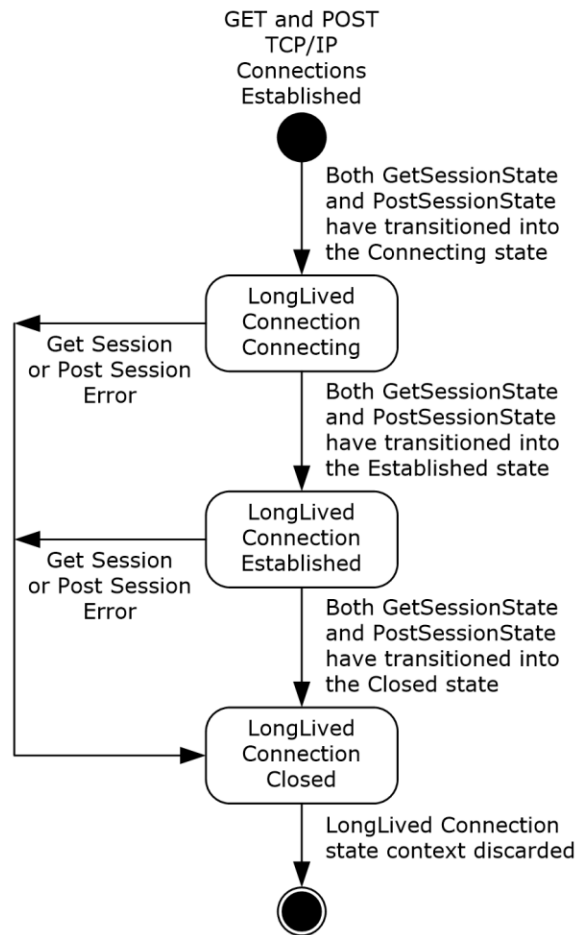 GET and POST
TCP/IP
Connections
Established
Both GetSessionState
and PostSessionState
have transitioned into
the Connecting state
LongLived
Connection
Connecting
Get Session
or Post Session
Error
Both GetSessionState
and PostSessionState
have transitioned into
the Established state
LongLived
Connection
Established
Get Session
or Post Session
Error
Both GetSessionState
and PostSessionState
have transitioned into
the Closed state
LongLived
Connection
Closed
LongLived Connection
state context discarded